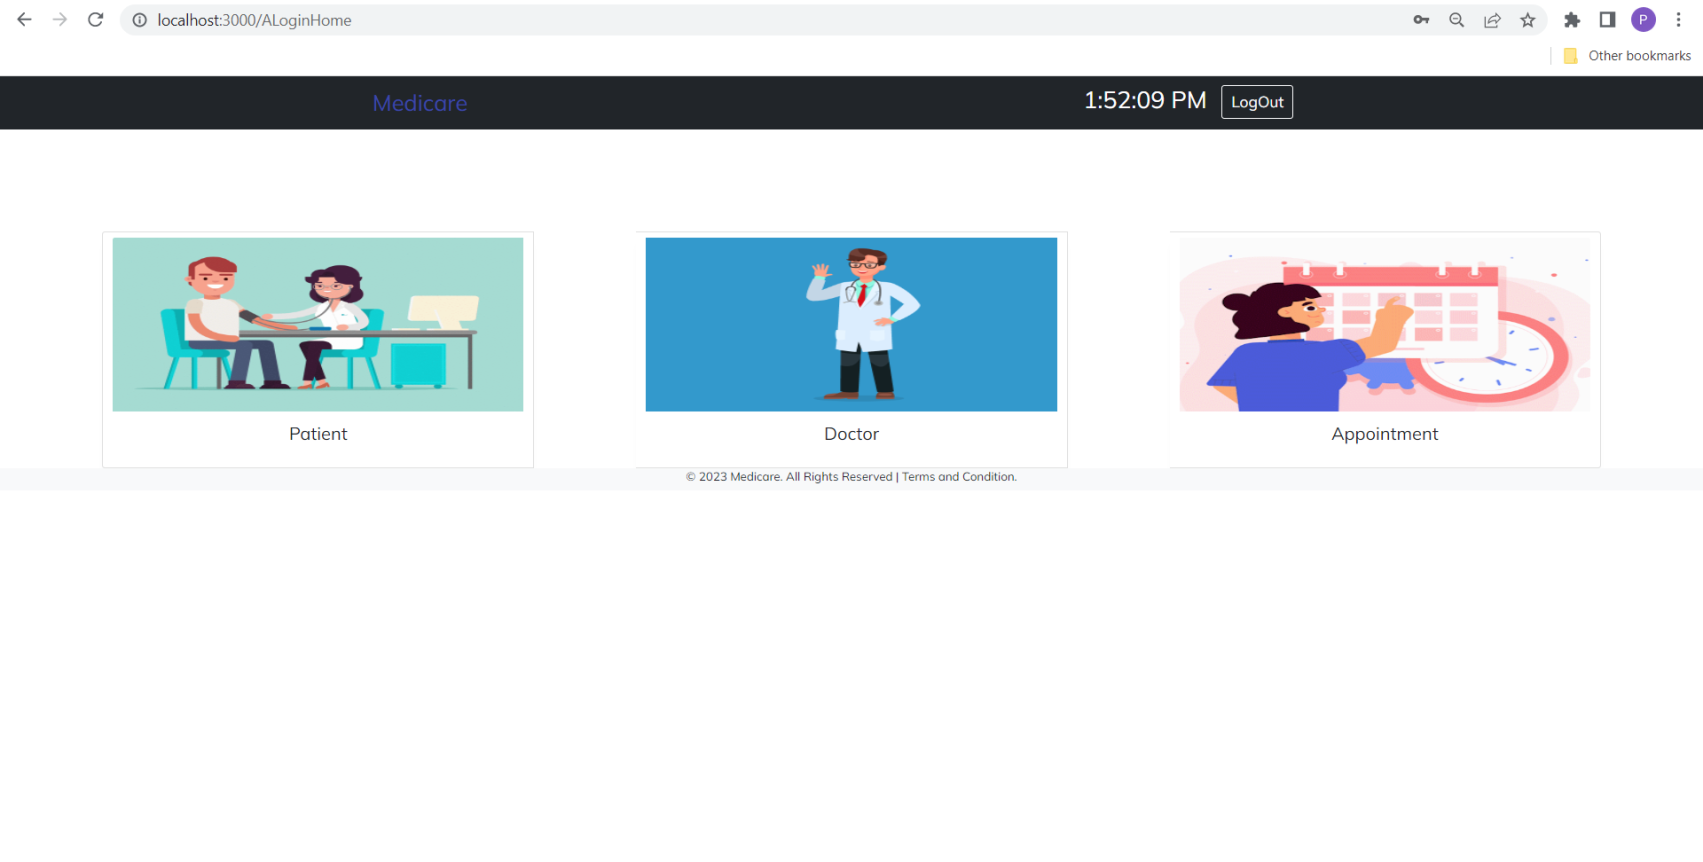 localhost:3000/ALoginHome
P
Other bookmarks
Medicare
1:52:09 PM
LogOut
Patient
Doctor
Appointment
© 2023 Medicare. All Rights Reserved | Terms and Condition.